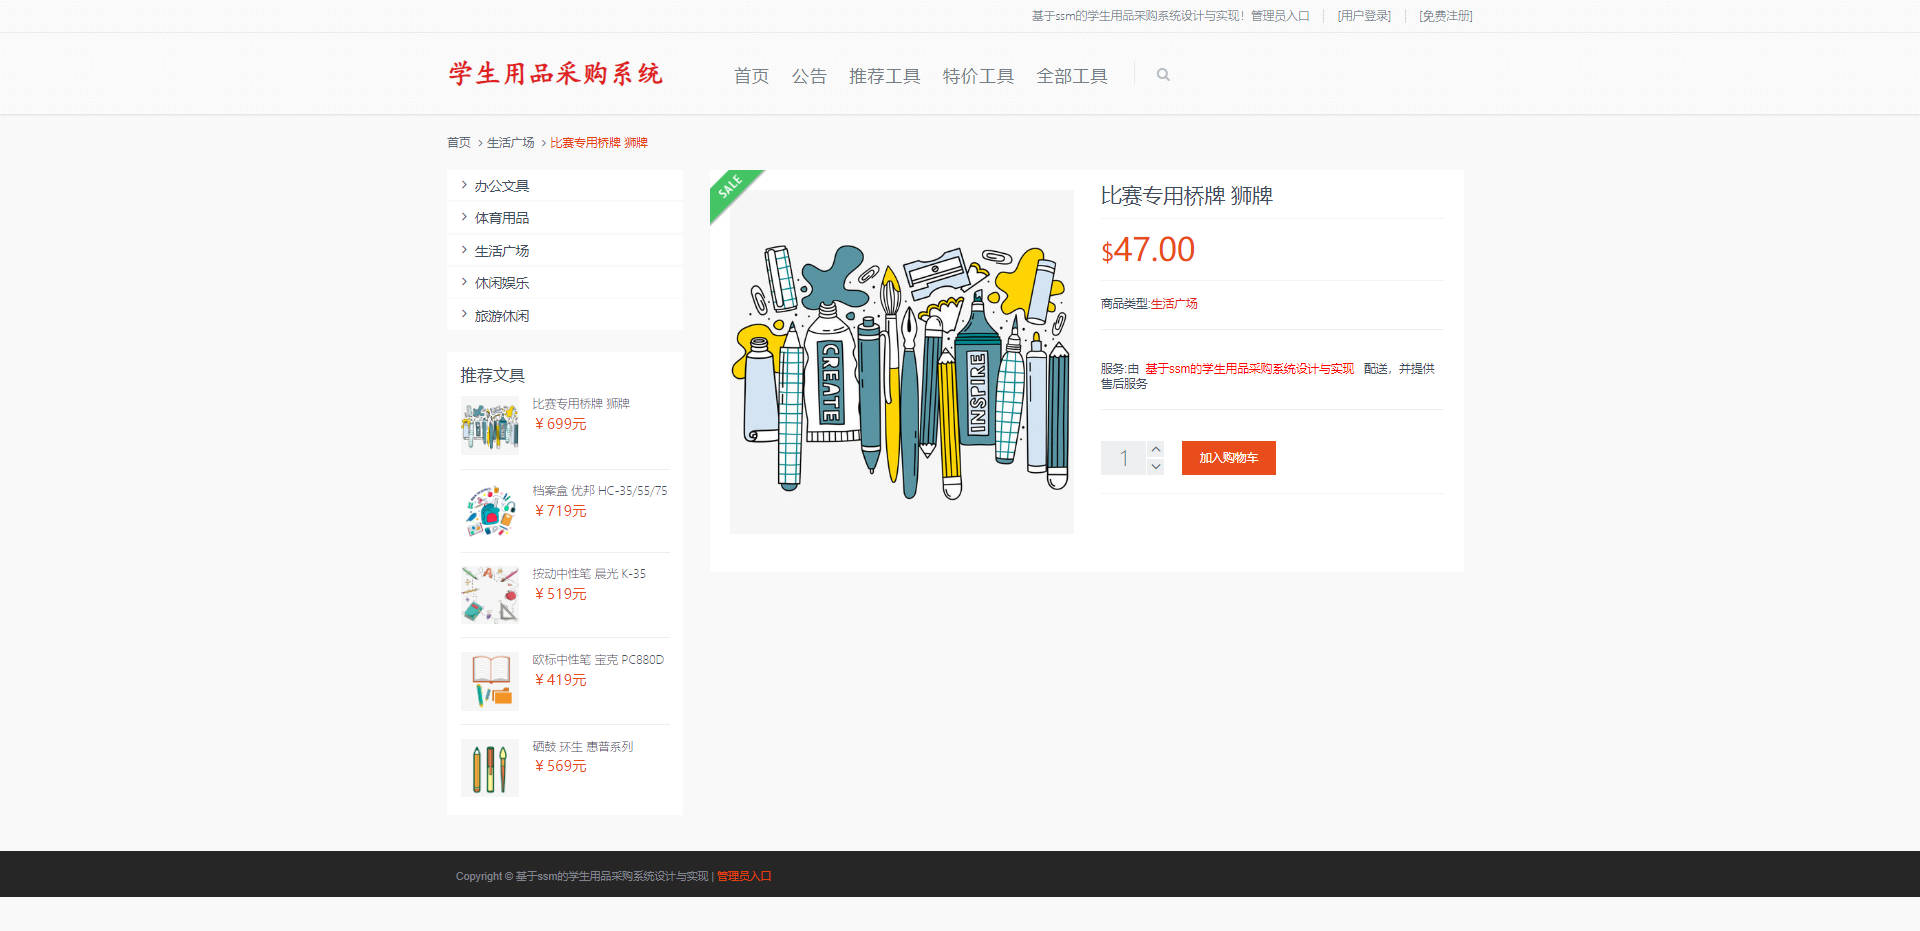 基于ssm的学生用品采购系统设计与实现！管理员入口 [用户登录] [免费注册]
学生用品采购系统 首页 公告 推荐工具 特价工具 全部工具
首页 > 生活广场 > 比赛专用桥牌 狮牌
办公文具
体育用品
生活广场
休闲娱乐
旅游休闲
推荐文具
比赛专用桥牌 狮牌
¥699元
档案盒 优邦 HC-35/55/75
¥719元
按动中性笔 晨光 K-35
¥519元
欧标中性笔 宝克 PC880D
¥419元
硒鼓 环生 惠普系列
¥569元
SALE
CREATE
INSPIRE
比赛专用桥牌 狮牌
$47.00
商品类型:生活广场
服务:由 基于ssm的学生用品采购系统设计与实现 配送，并提供
售后服务
1 加入购物车
Copyright © 基于ssm的学生用品采购系统设计与实现 | 管理员入口